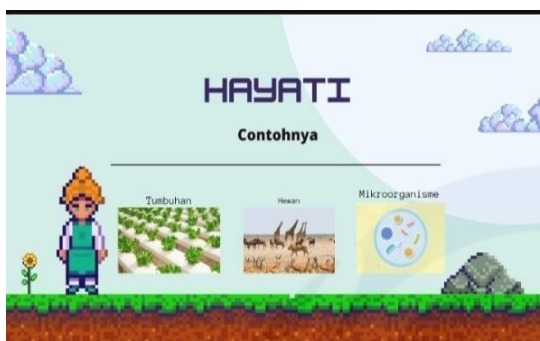 HAYATI
Contohnya
Tumbuhan
Hewan
Mikroorganisme